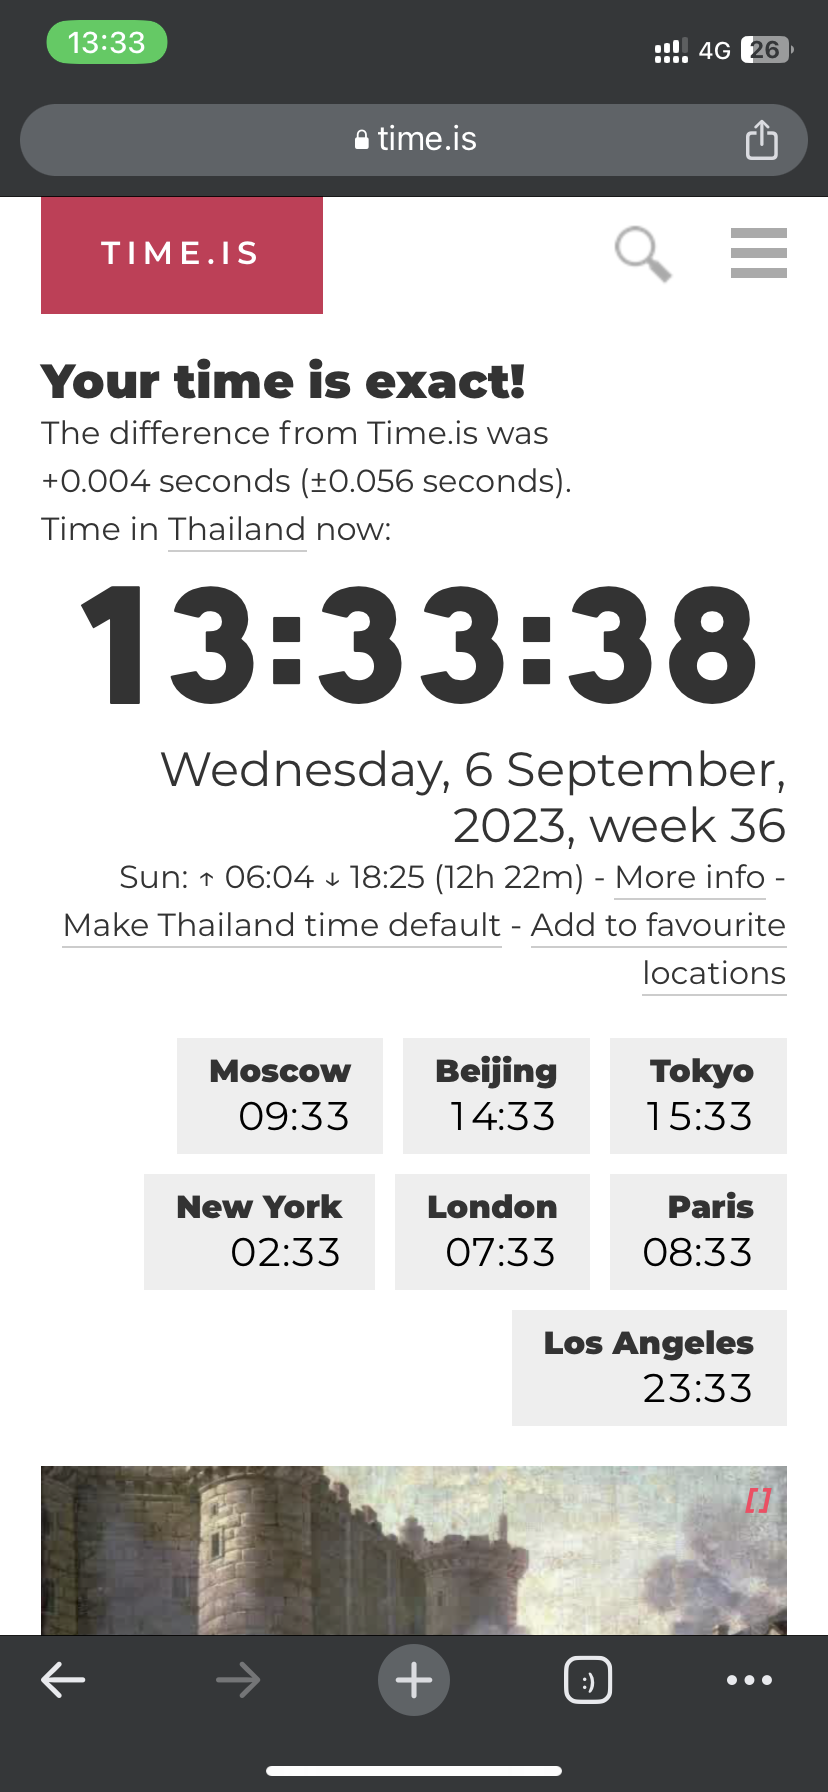 13:33
4G 26
time.is
TIME.IS
Your time is exact!
The difference from Time.is was
+0.004 seconds (±0.056 seconds).
Time in Thailand now:
13:33:38
Wednesday, 6 September,
2023, week 36
Sun: ↑ 06:04 ↓ 18:25 (12h 22m) - More info -
Make Thailand time default - Add to favourite
locations
Moscow Beijing Tokyo
09:33 14:33 15:33
New York London Paris
02:33 07:33 08:33
Los Angeles
23:33
[]
:)